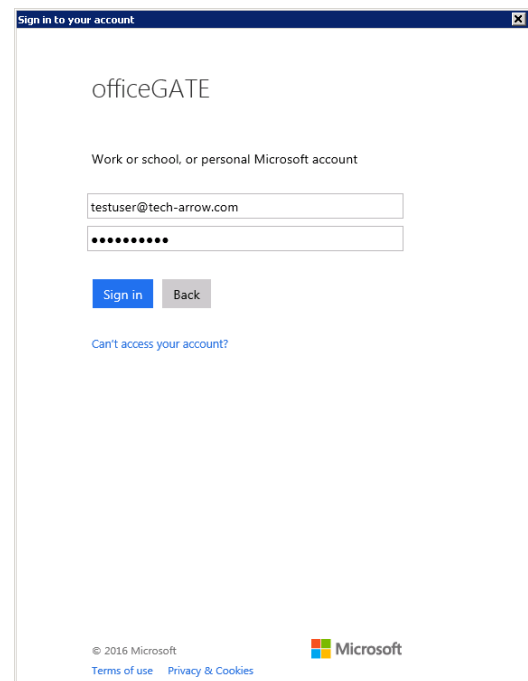 Sign in to your account
officeGATE
Work or school, or personal Microsoft account
testuser@tech-arrow.com
●●●●●●●●●●
Sign in Back
Can't access your account?
© 2016 Microsoft Microsoft
Terms of use Privacy & Cookies